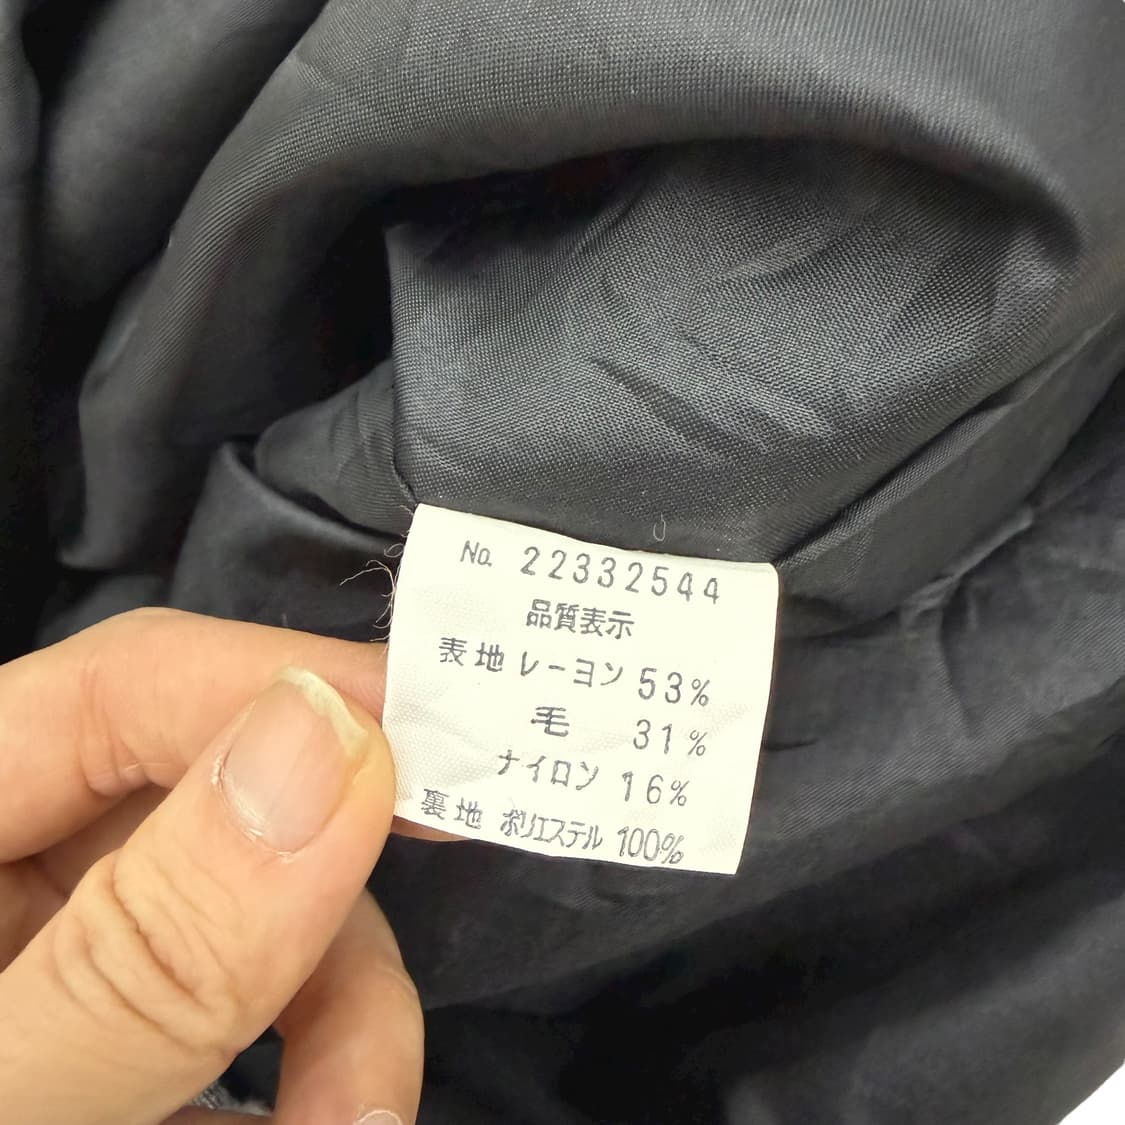 No. 22332544
品質表示
表地 レーヨン 53%
毛 31%
ナイロン 16%
裏地 ポリエステル 100%